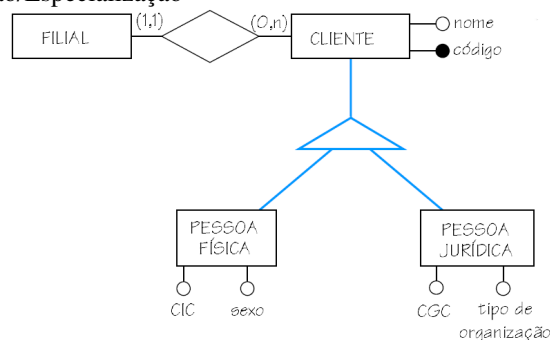 o/Especialização
FILIAL (1,1) (0,n) CLIENTE nome
código
PESSOA FÍSICA
PESSOA JURÍDICA
CIC sexo CGC tipo de organização